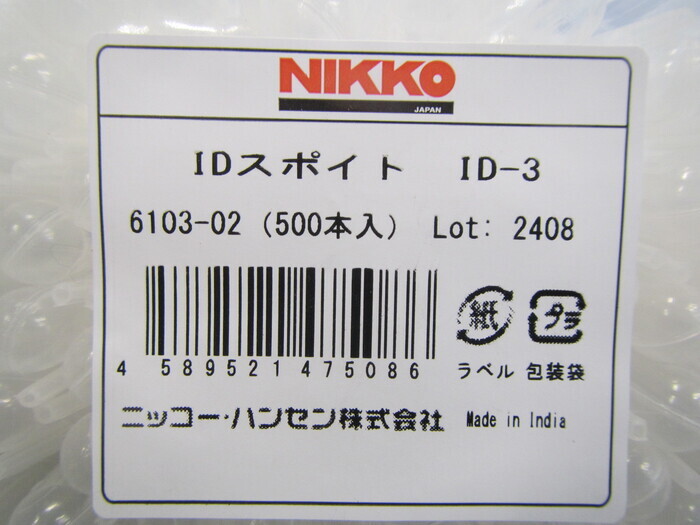 NIKKO
JAPAN
IDスポイト ID-3
6103-02 (500本入) Lot: 2408
4 589521 475086
紙 プラ
ラベル 包装袋
ニッコー・ハンセン株式会社 Made in India